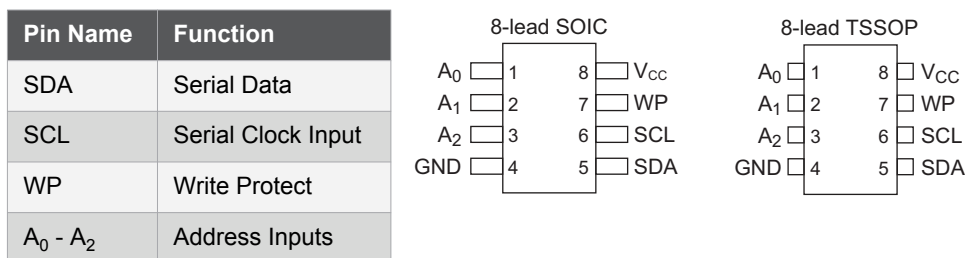 Pin Name Function
SDA Serial Data
SCL Serial Clock Input
WP Write Protect
A0 - A2 Address Inputs
8-lead SOIC
A0 1 8 VCC
A1 2 7 WP
A2 3 6 SCL
GND 4 5 SDA
8-lead TSSOP
A0 1 8 VCC
A1 2 7 WP
A2 3 6 SCL
GND 4 5 SDA